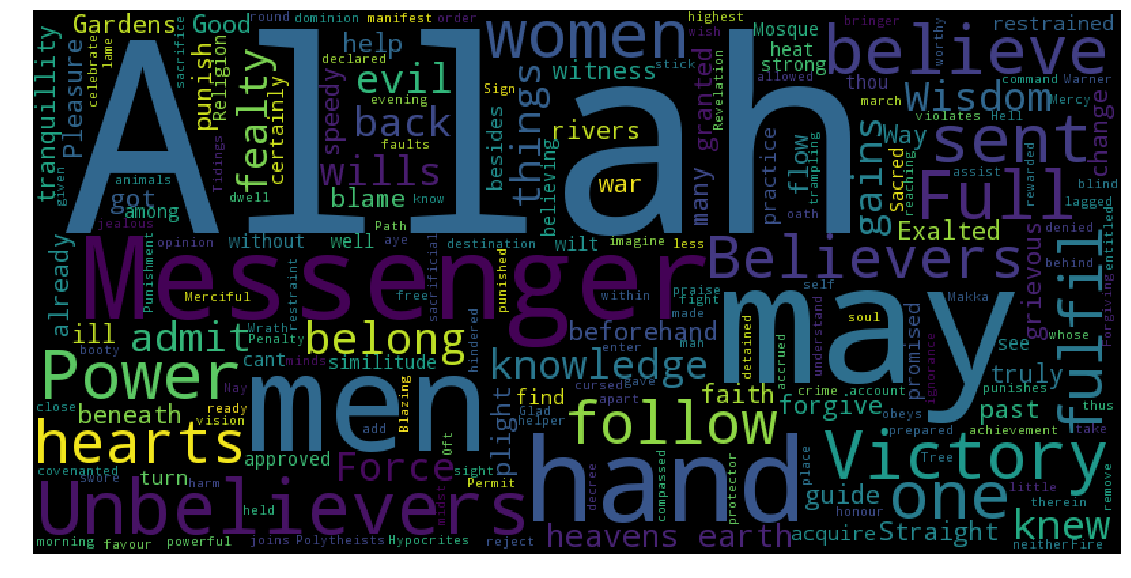 Allah
Messenger
may
men
hand
Unbelievers
Believers
believe
women
sent
Full
Victory
Power
hearts
follow
belong
knowledge
fulfil
one
Wisdom
evil
back
things
wills
fealty
admit
Force
knew
gains
faith
forgive
heavens
earth
Straight
guide
past
truly
promised
see
grievous
Exalted
change
granted
many
practice
flow
Way
Sacred
strong
heat
Mosque
restrained
thou
witness
rivers
war
besides
believing
help
Good
Gardens
Pleasure
tranquillity
punish
Religion
speedy
certainly
blame
got
among
already
ill
similitude
cant
beforehand
plight
find
beneath
turn
approved
acquire
without
well
wilt
destination
opinion
aye
imagine
less
within
self
praise
fight
made
free
sacrificial
punished
restraint
Punishment
Merciful
Wrath
Penalty
booty
minds
hindered
enter
man
soul
detained
accrued
understand
ignorance
Makka
behind
denied
entitled
forgiving
whose
lagged
blind
rewarded
assist
reaching
trampling
oath
march
violates
Hell
command
Warner
Mercy
worthy
bringer
highest
wish
stick
allowed
Revelation
Sign
declared
evening
faults
dominion
manifest
order
round
sacrifice
lame
celebrate
given
animals
jealous
Tidings
dwell
know
Path
close
ready
vision
Nay
add
Blazing
Oft
sight
Permit
midst
covenanted
swore
harm
held
morning
favour
powerful
joins
Polytheists
Hypocrites
reject
cursed
gave
apart
Glad
helper
decree
compassed
protector
place
crime
account
punishes
thus
obeys
prepared
achievement
take
Tree
little
honour
therein
remove
neither
Fire